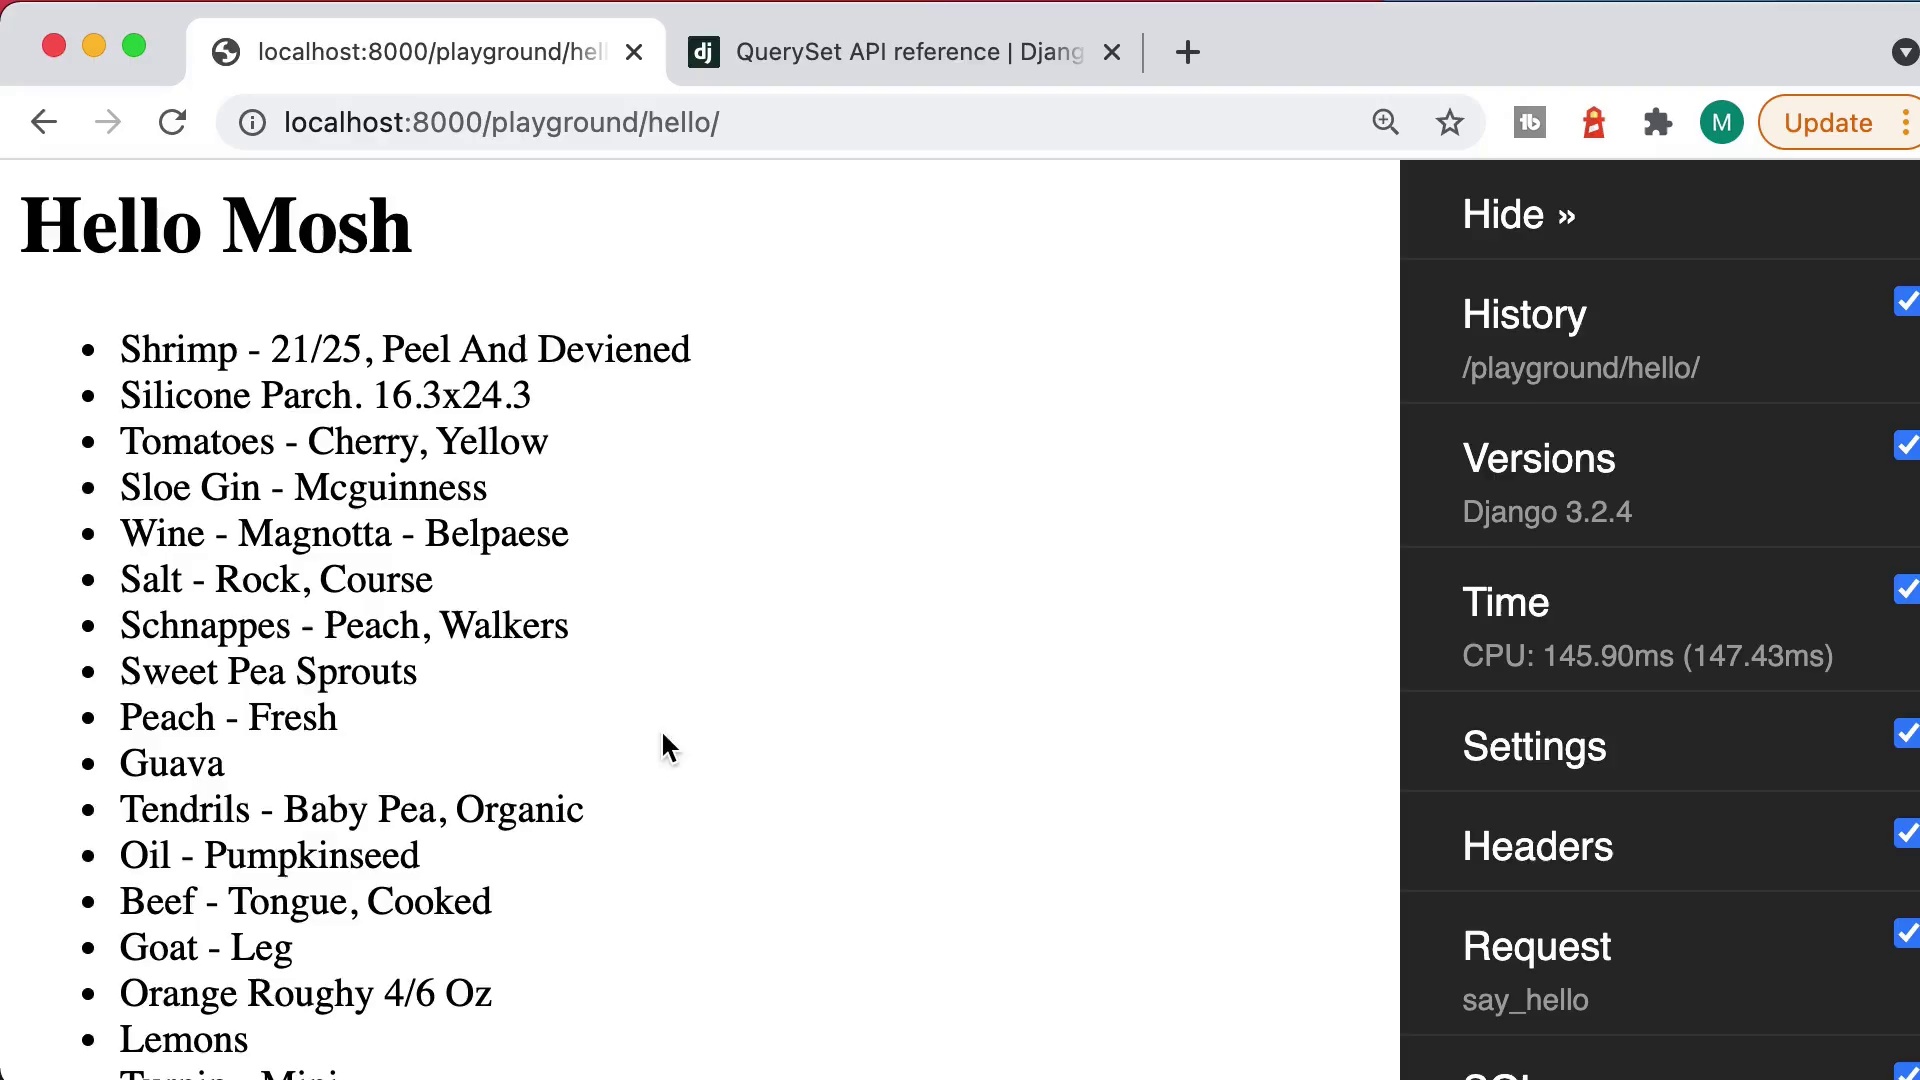 localhost:8000/playground/hell
dj QuerySet API reference | Djang
localhost:8000/playground/hello/
M
Update
Hello Mosh
Shrimp - 21/25, Peel And Deviened
Silicone Parch. 16.3x24.3
Tomatoes - Cherry, Yellow
Sloe Gin - Mcguinness
Wine - Magnotta - Belpaese
Salt - Rock, Course
Schnappes - Peach, Walkers
Sweet Pea Sprouts
Peach - Fresh
Guava
Tendrils - Baby Pea, Organic
Oil - Pumpkinseed
Beef - Tongue, Cooked
Goat - Leg
Orange Roughy 4/6 Oz
Lemons
Hide »
History
/playground/hello/
Versions
Django 3.2.4
Time
CPU: 145.90ms (147.43ms)
Settings
Headers
Request
say_hello